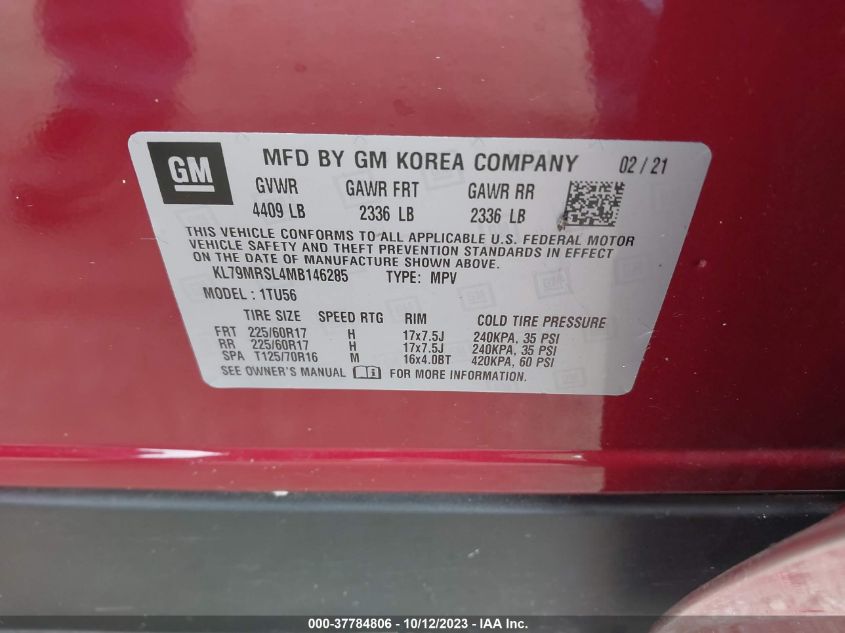 GM MFD BY GM KOREA COMPANY 02/21
GVWR GAWR FRT GAWR RR
4409 LB 2336 LB 2336 LB
THIS VEHICLE CONFORMS TO ALL APPLICABLE U.S. FEDERAL MOTOR
VEHICLE SAFETY AND THEFT PREVENTION STANDARDS IN EFFECT
ON THE DATE OF MANUFACTURE SHOWN ABOVE.
KL79MRSL4MB146285 TYPE: MPV
MODEL: 1TU56
TIRE SIZE SPEED RTG RIM COLD TIRE PRESSURE
FRT 225/60R17 H 17x7.5J 240KPA, 35 PSI
RR 225/60R17 H 17x7.5J 240KPA, 35 PSI
SPA T125/70R16 M 16x4.0BT 420KPA, 60 PSI
SEE OWNER'S MANUAL FOR MORE INFORMATION.
000-37784806 - 10/12/2023 - IAA Inc.